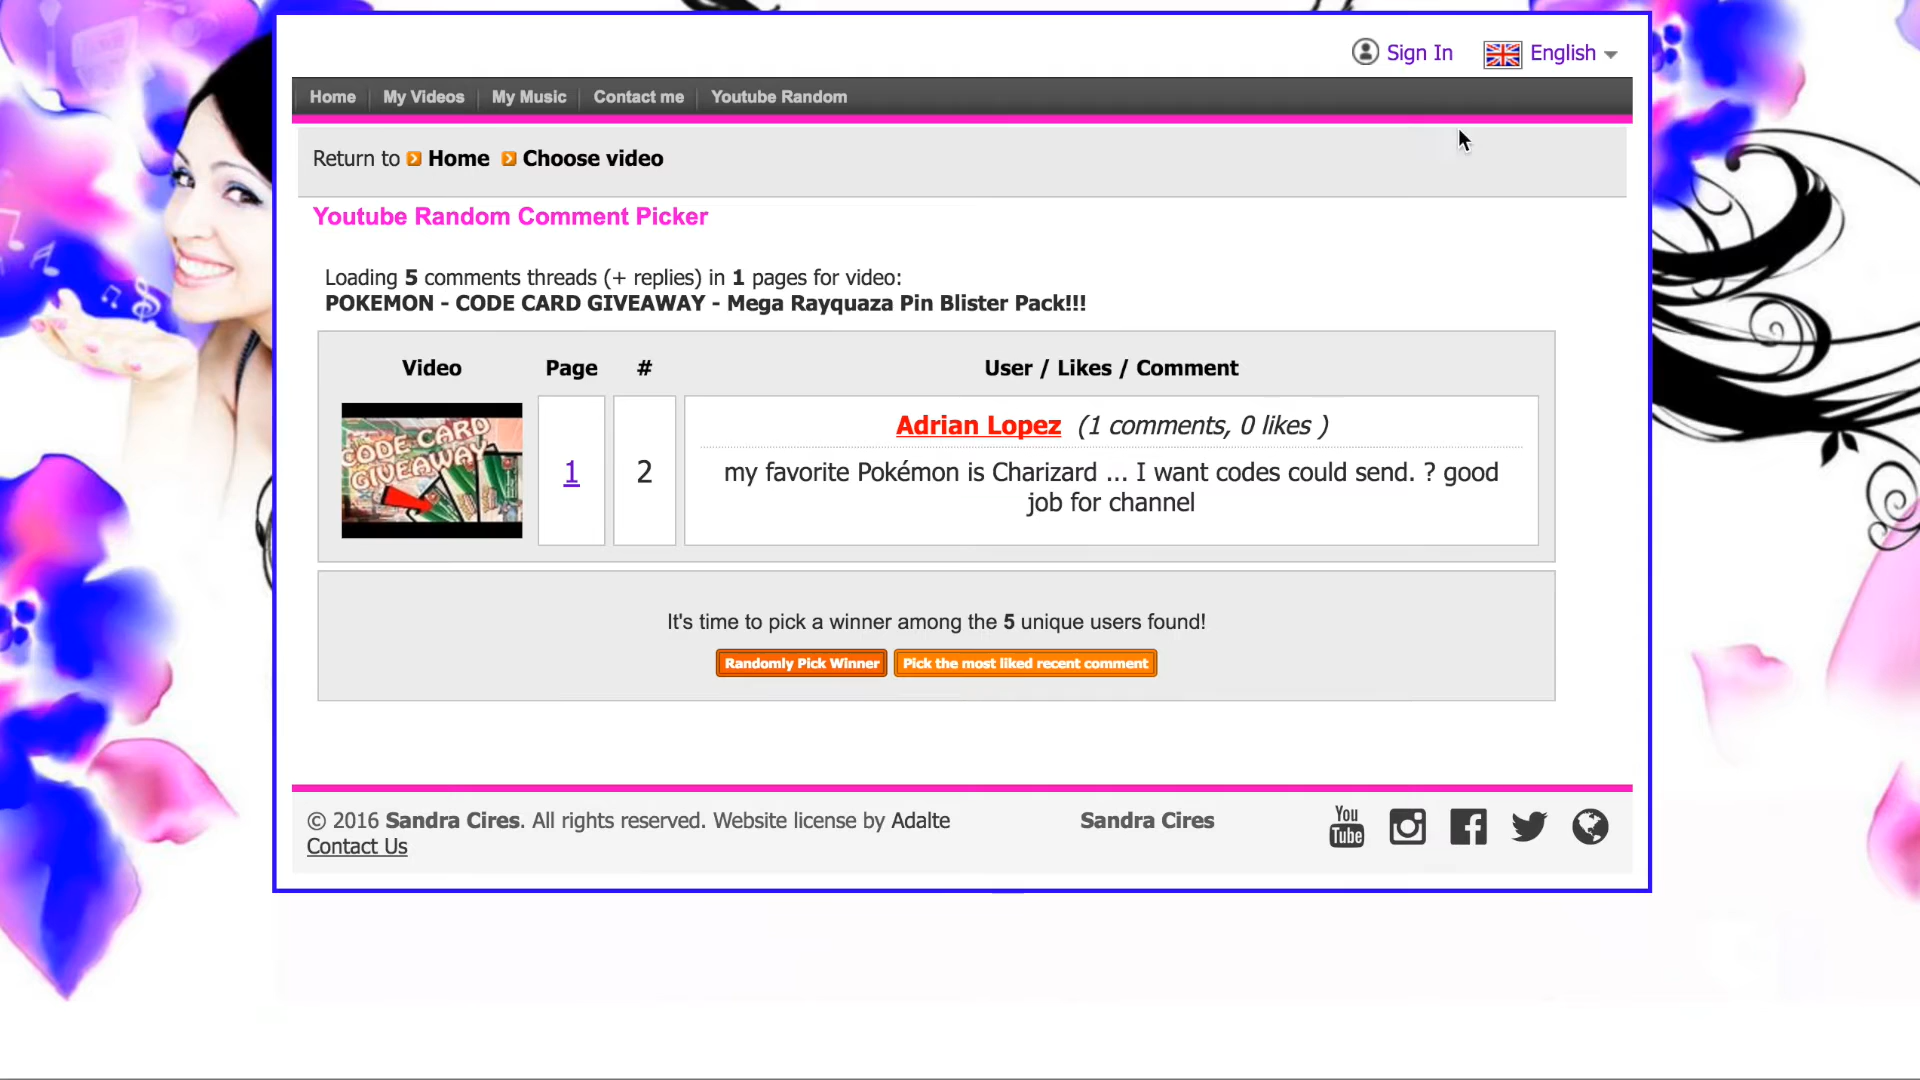 Sign In English
Home My Videos My Music Contact me Youtube Random
Return to Home Choose video
Youtube Random Comment Picker
Loading 5 comments threads (+ replies) in 1 pages for video:
POKEMON - CODE CARD GIVEAWAY - Mega Rayquaza Pin Blister Pack!!!
Video Page # User / Likes / Comment
CODE CARD
GIVEAWAY
1 2
Adrian Lopez (1 comments, 0 likes )
my favorite Pokémon is Charizard ... I want codes could send. ? good
job for channel
It's time to pick a winner among the 5 unique users found!
Randomly Pick Winner Pick the most liked recent comment
© 2016 Sandra Cires. All rights reserved. Website license by Adalte
Contact Us
Sandra Cires
You
Tube